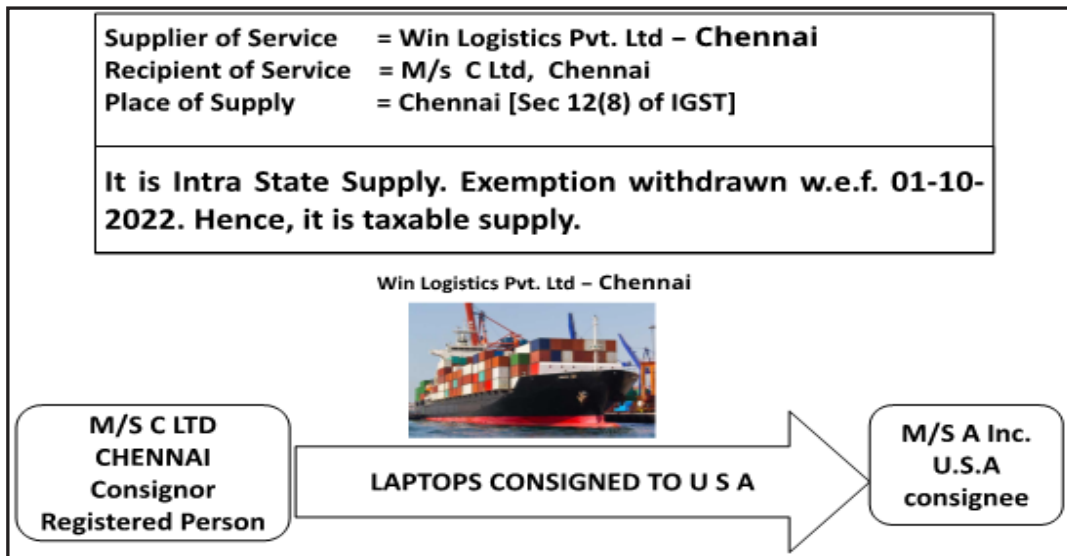 Supplier of Service = Win Logistics Pvt. Ltd – Chennai
Recipient of Service = M/s C Ltd, Chennai
Place of Supply = Chennai [Sec 12(8) of IGST]
It is Intra State Supply. Exemption withdrawn w.e.f. 01-10-
2022. Hence, it is taxable supply.
Win Logistics Pvt. Ltd – Chennai
M/S C LTD
CHENNAI
Consignor
Registered Person
LAPTOPS CONSIGNED TO U S A
M/S A Inc.
U.S.A
consignee